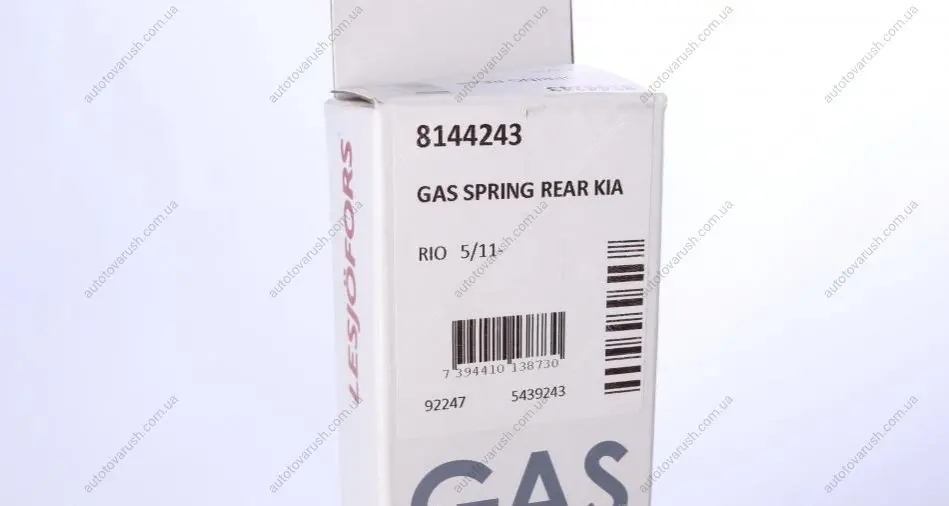 8144243
GAS SPRING REAR KIA
RIO 5/11-
7 394410 138730
92247 5439243
LESJÖFORS
GAS
autotovarush.com.ua